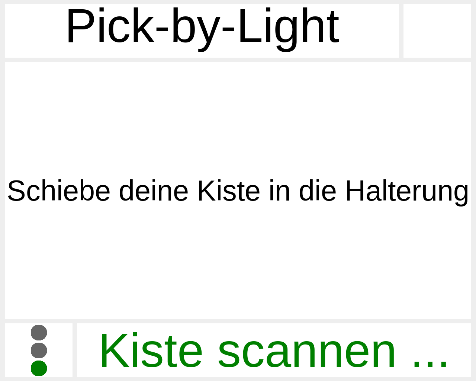 Pick-by-Light
Schiebe deine Kiste in die Halterung
Kiste scannen ...